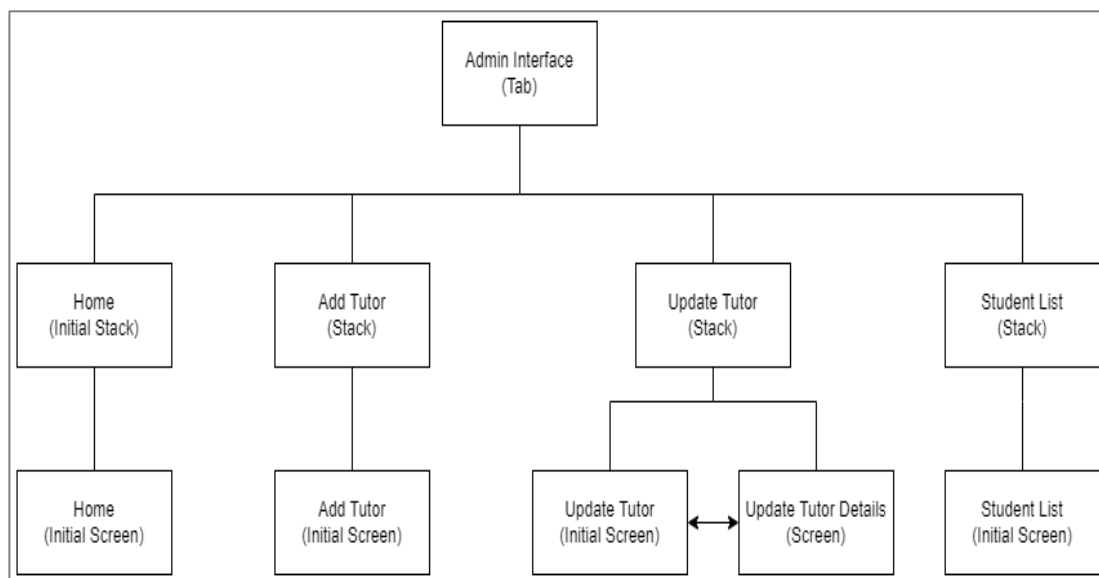 Admin Interface
(Tab)
Home
(Initial Stack)
Add Tutor
(Stack)
Update Tutor
(Stack)
Student List
(Stack)
Home
(Initial Screen)
Add Tutor
(Initial Screen)
Update Tutor
(Initial Screen)
Update Tutor Details
(Screen)
Student List
(Initial Screen)